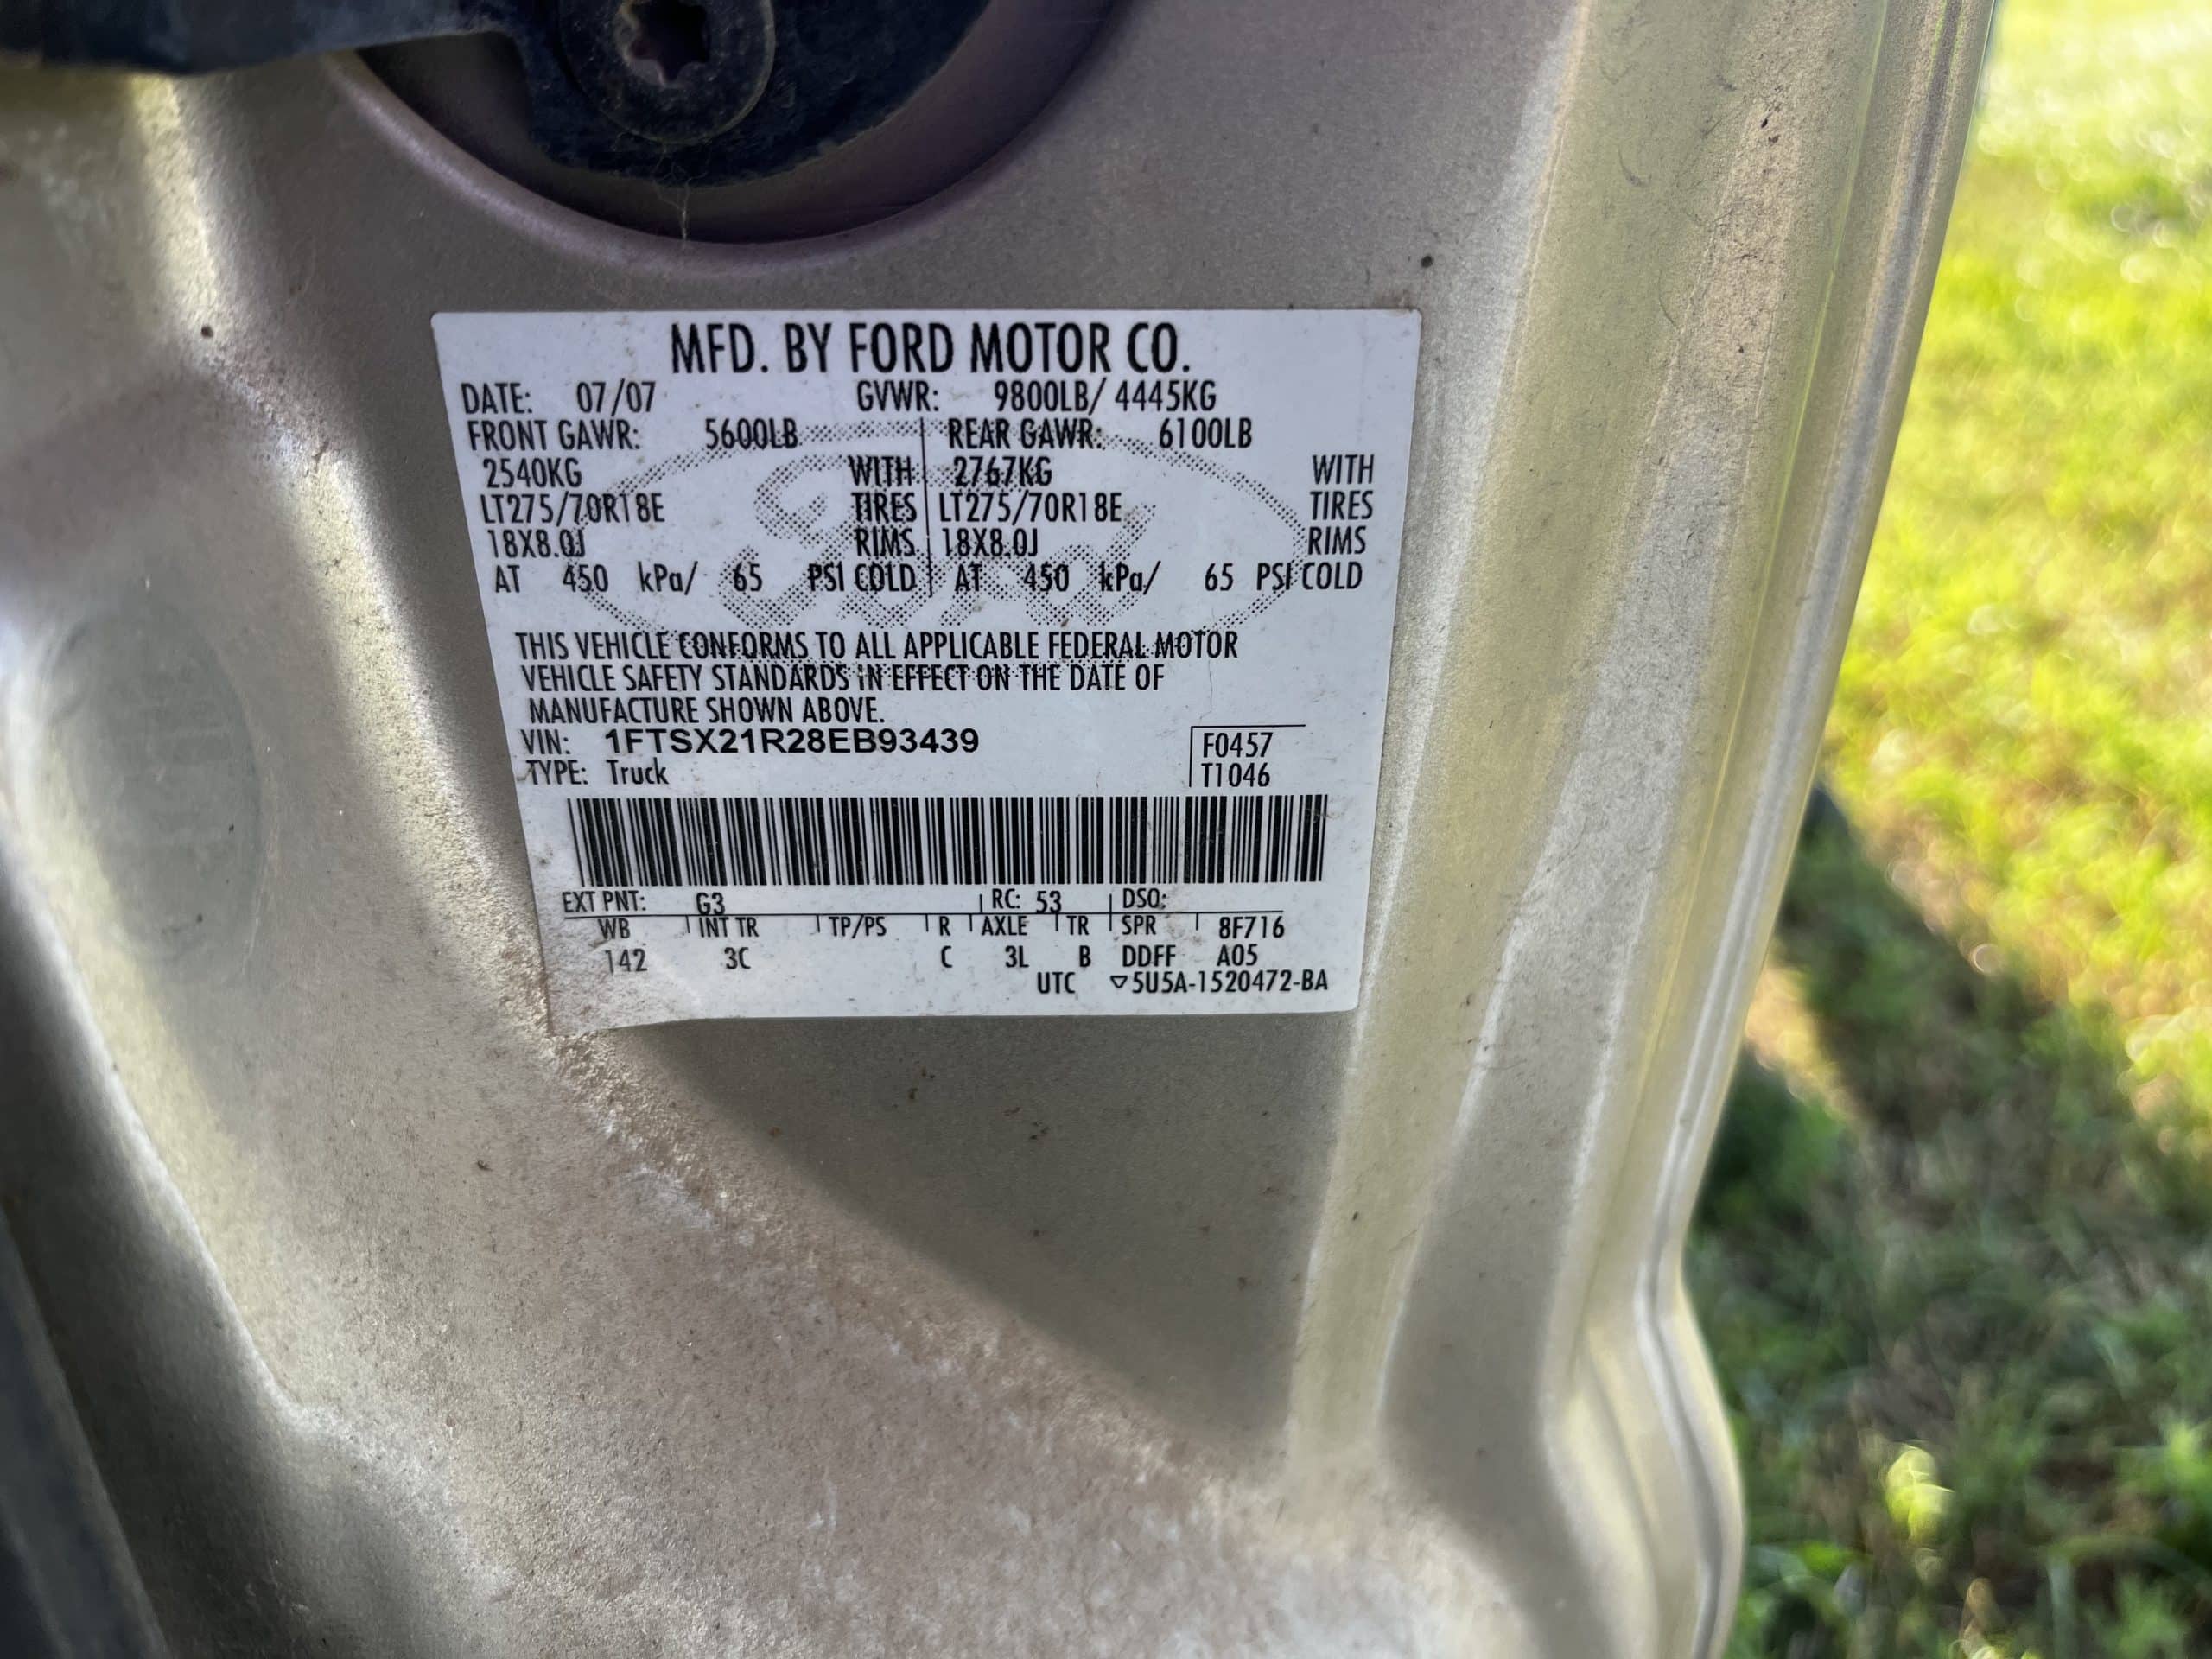 MFD. BY FORD MOTOR CO.
DATE: 07/07 GVWR: 9800LB/ 4445KG
FRONT GAWR: 5600LB REAR GAWR: 6100LB
2540KG WITH 2767KG WITH
LT275/70R18E TIRES LT275/70R18E TIRES
18X8.0J RIMS 18X8.0J RIMS
AT 450 kPa/ 65 PSI COLD AT 450 kPa/ 65 PSI COLD
THIS VEHICLE CONFORMS TO ALL APPLICABLE FEDERAL MOTOR
VEHICLE SAFETY STANDARDS IN EFFECT ON THE DATE OF
MANUFACTURE SHOWN ABOVE.
VIN: 1FTSX21R28EB93439 F0457
TYPE: Truck T1046
EXT PNT: G3 RC: 53 DSO:
WB INT TR TP/PS R AXLE TR SPR 8F716
142 3C C 3L B DDFF A05
UTC ▽5U5A-1520472-BA
Ford